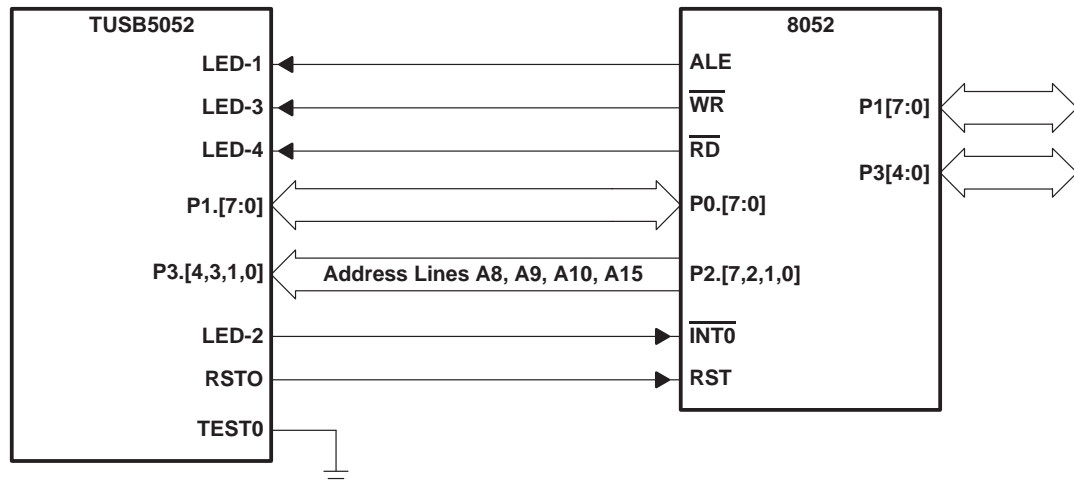 TUSB5052
8052
LED-1
ALE
LED-3
WR
P1[7:0]
LED-4
RD
P3[4:0]
P1.[7:0]
P0.[7:0]
P3.[4,3,1,0]
Address Lines A8, A9, A10, A15
P2.[7,2,1,0]
LED-2
INT0
RSTO
RST
TEST0